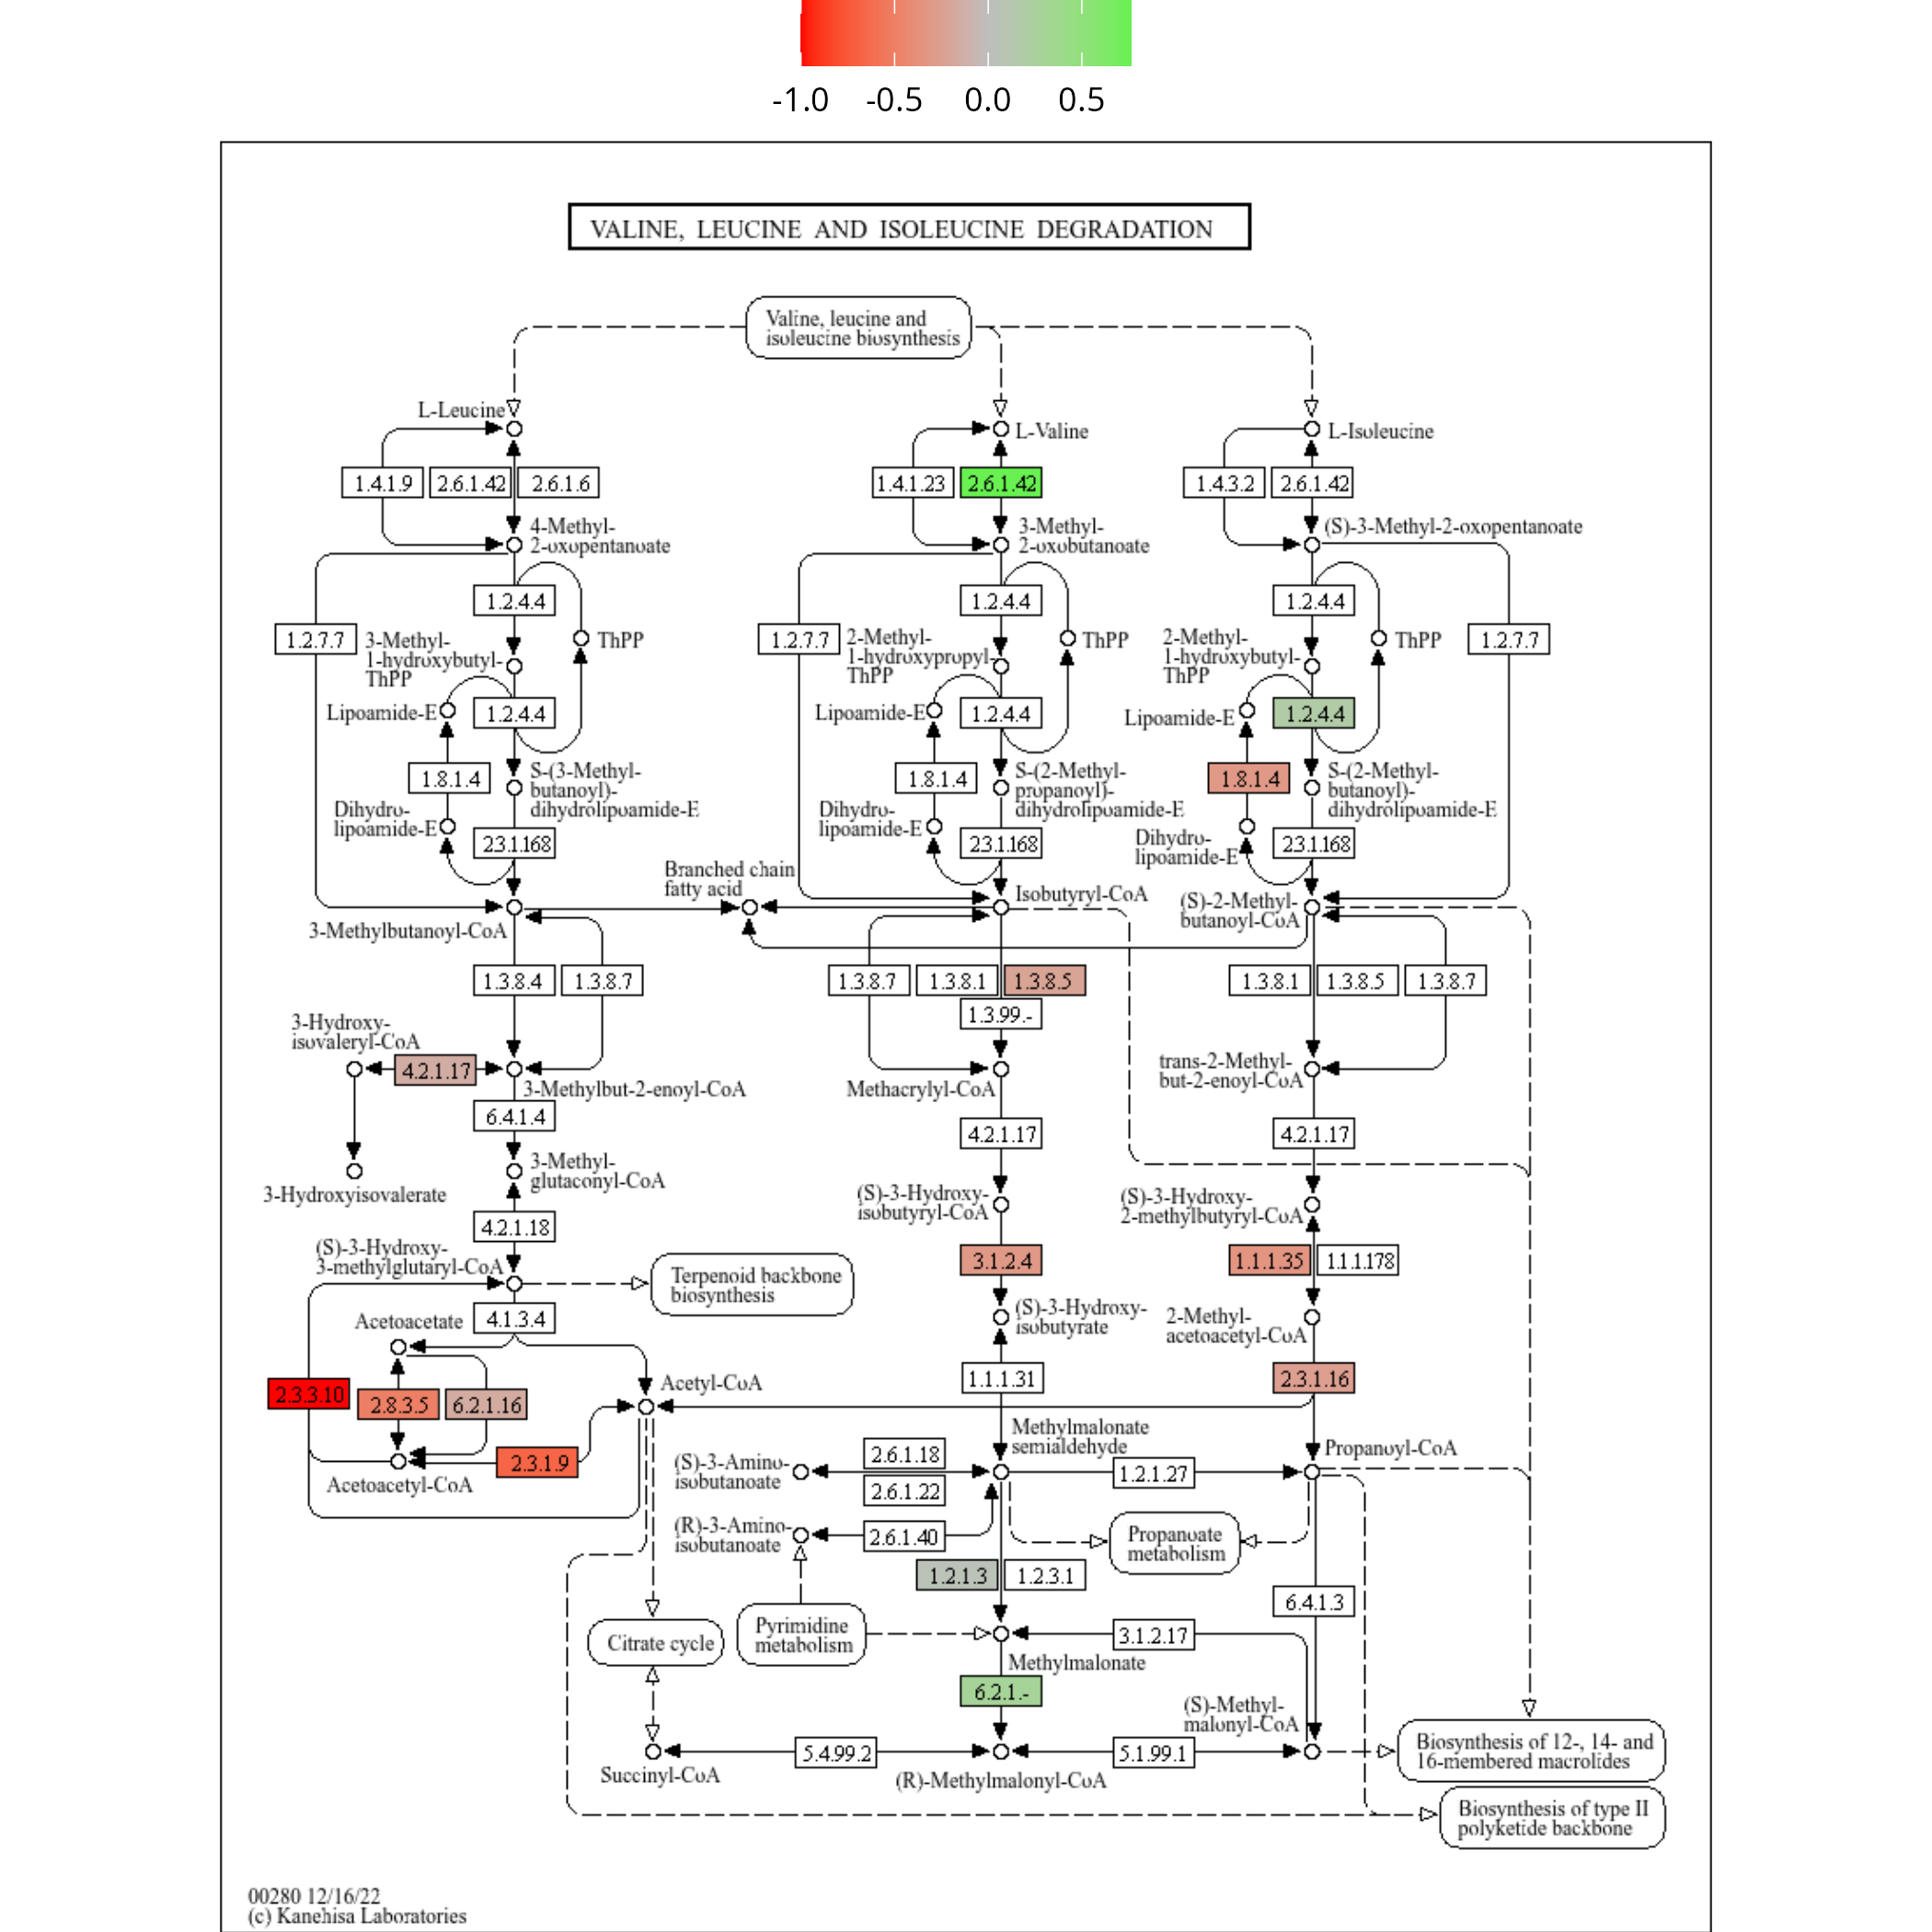 -1.0 -0.5 0.0 0.5
VALINE, LEUCINE AND ISOLEUCINE DEGRADATION
Valine, leucine and
isoleucine biosynthesis
L-Leucine
L-Valine
L-Isoleucine
1.4.1.9 2.6.1.42 2.6.1.6
1.4.1.23 2.6.1.42
1.4.3.2 2.6.1.42
4-Methyl-
2-oxopentanoate
3-Methyl-
2-oxobutanoate
(S)-3-Methyl-2-oxopentanoate
1.2.4.4
1.2.4.4
1.2.4.4
1.2.7.7
3-Methyl-
1-hydroxybutyl-
ThPP
ThPP
1.2.7.7
2-Methyl-
1-hydroxypropyl-
ThPP
ThPP
2-Methyl-
1-hydroxybutyl-
ThPP
ThPP
1.2.7.7
Lipoamide-E
1.2.4.4
Lipoamide-E
1.2.4.4
Lipoamide-E
1.2.4.4
1.8.1.4
S-(3-Methyl-
butanoyl)-
dihydrolipoamide-E
1.8.1.4
S-(2-Methyl-
propanoyl)-
dihydrolipoamide-E
1.8.1.4
S-(2-Methyl-
butanoyl)-
dihydrolipoamide-E
Dihydro-
lipoamide-E
Dihydro-
lipoamide-E
Dihydro-
lipoamide-E
2.3.1.168
2.3.1.168
2.3.1.168
Branched chain
fatty acid
3-Methylbutanoyl-CoA
Isobutyryl-CoA
(S)-2-Methyl-
butanoyl-CoA
1.3.8.4 1.3.8.7
1.3.8.7 1.3.8.1 1.3.8.5
1.3.99.-
1.3.8.1 1.3.8.5 1.3.8.7
3-Hydroxy-
isovaleryl-CoA
4.2.1.17
3-Methylbut-2-enoyl-CoA
Methacrylyl-CoA
trans-2-Methyl-
but-2-enoyl-CoA
6.4.1.4
4.2.1.17
4.2.1.17
3-Methyl-
glutaconyl-CoA
3-Hydroxyisovalerate
(S)-3-Hydroxy-
isobutyryl-CoA
(S)-3-Hydroxy-
2-methylbutyryl-CoA
4.2.1.18
(S)-3-Hydroxy-
3-methylglutaryl-CoA
Terpenoid backbone
biosynthesis
3.1.2.4
1.1.1.35 1.1.1.178
4.1.3.4
Acetoacetate
(S)-3-Hydroxy-
isobutyrate
2-Methyl-
acetoacetyl-CoA
2.3.3.10 2.8.3.5 6.2.1.16
Acetyl-CoA
1.1.1.31
2.3.1.16
2.3.1.9
Acetoacetyl-CoA
Methylmalonate
semialdehyde
Propanoyl-CoA
(S)-3-Amino-
isobutanoate
2.6.1.18
2.6.1.22
1.2.1.27
(R)-3-Amino-
isobutanoate
2.6.1.40
Propanoate
metabolism
1.2.1.3 1.2.3.1
6.4.1.3
Citrate cycle
Pyrimidine
metabolism
3.1.2.17
Methylmalonate
6.2.1.-
(S)-Methyl-
malonyl-CoA
5.4.99.2
5.1.99.1
Succinyl-CoA
(R)-Methylmalonyl-CoA
Biosynthesis of 12-, 14- and
16-membered macrolides
Biosynthesis of type II
polyketide backbone
00280 12/16/22
(c) Kanehisa Laboratories